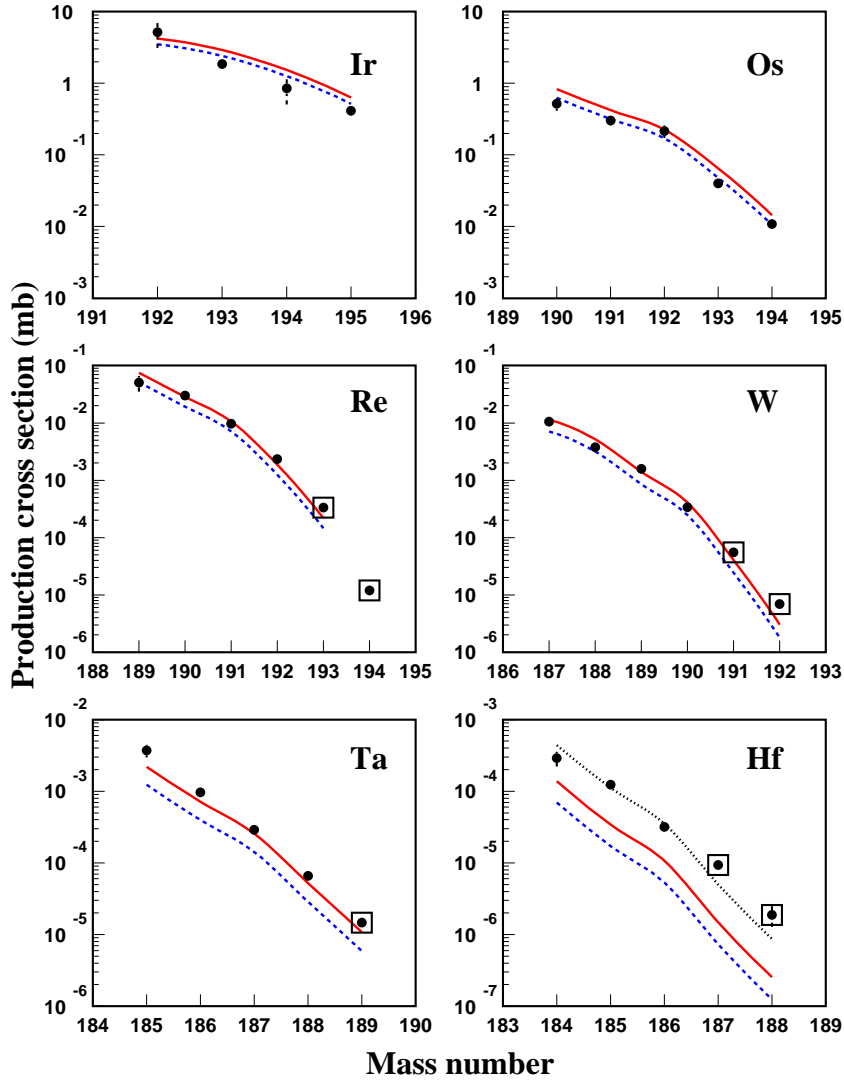 Production cross section (mb)
10
1
10 -1
10 -2
10 -3
Ir
191 192 193 194 195 196
10
1
10 -1
10 -2
10 -3
Os
189 190 191 192 193 194 195
10 -1
10 -2
10 -3
10 -4
10 -5
10 -6
Re
188 189 190 191 192 193 194 195
10 -1
10 -2
10 -3
10 -4
10 -5
10 -6
W
186 187 188 189 190 191 192 193
10 -2
10 -3
10 -4
10 -5
10 -6
Ta
184 185 186 187 188 189 190
10 -3
10 -4
10 -5
10 -6
10 -7
Hf
183 184 185 186 187 188 189
Mass number